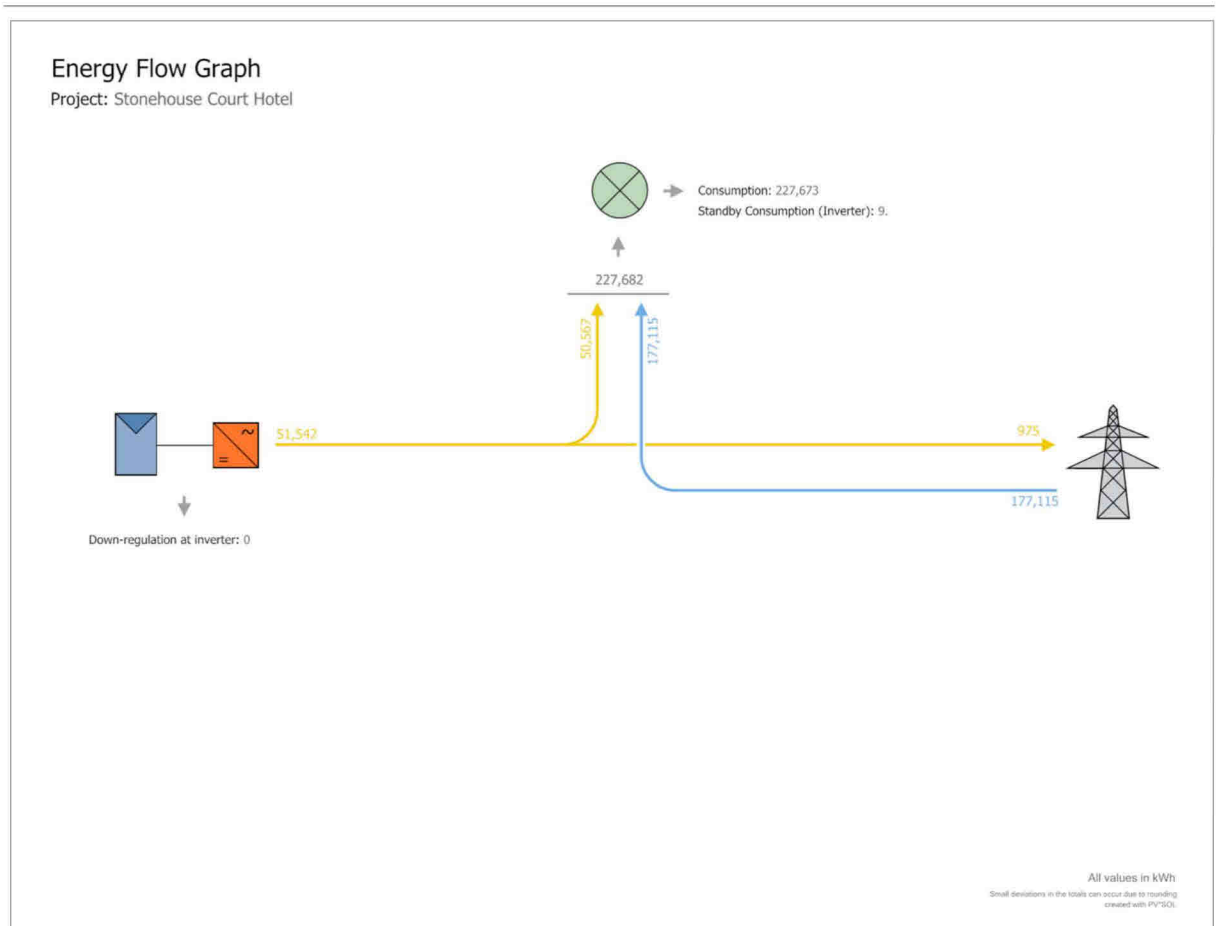 Energy Flow Graph
Project: Stonehouse Court Hotel
Consumption: 227,673
Standby Consumption (Inverter): 9.
227,682
50,567
177,115
51,542
975
177,115
Down-regulation at inverter: 0
All values in kWh
Small deviations in the totals can occur due to rounding
created with PV*SOL